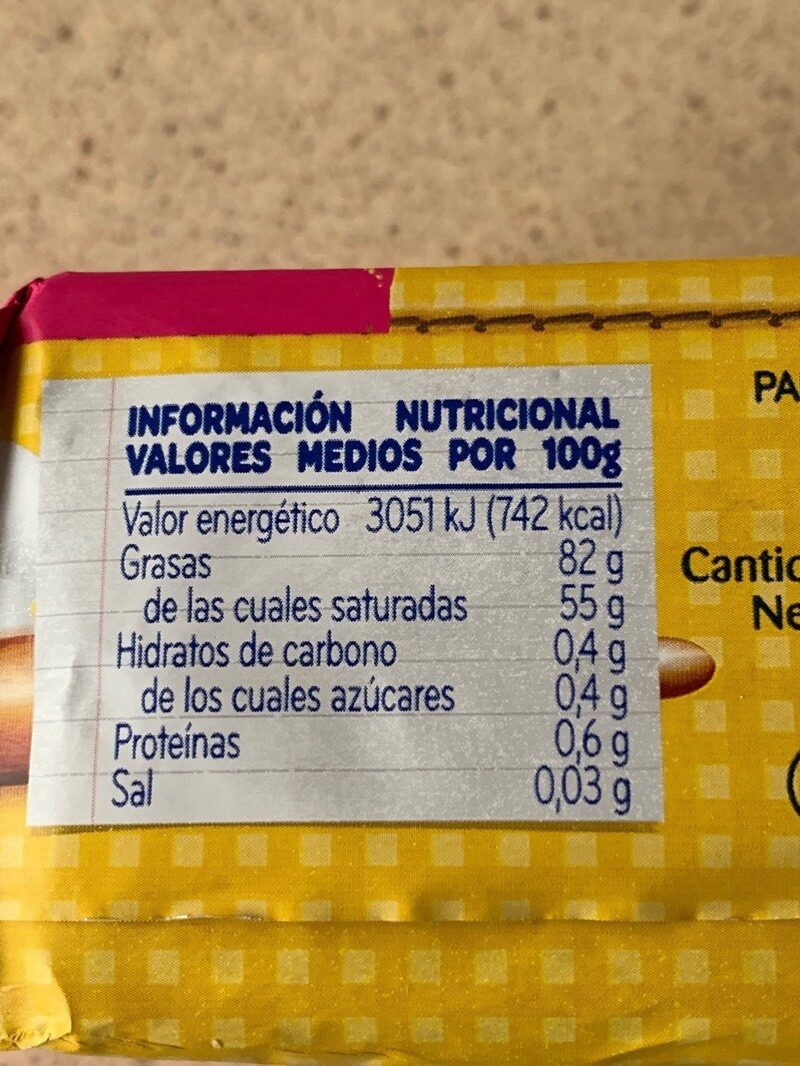 INFORMACIÓN NUTRICIONAL
VALORES MEDIOS POR 100g
Valor energético 3051 kJ (742 kcal)
Grasas 82 g
de las cuales saturadas 55 g
Hidratos de carbono 0,4 g
de los cuales azúcares 0,4 g
Proteínas 0,6 g
Sal 0,03 g
PA
Cantid
Ne